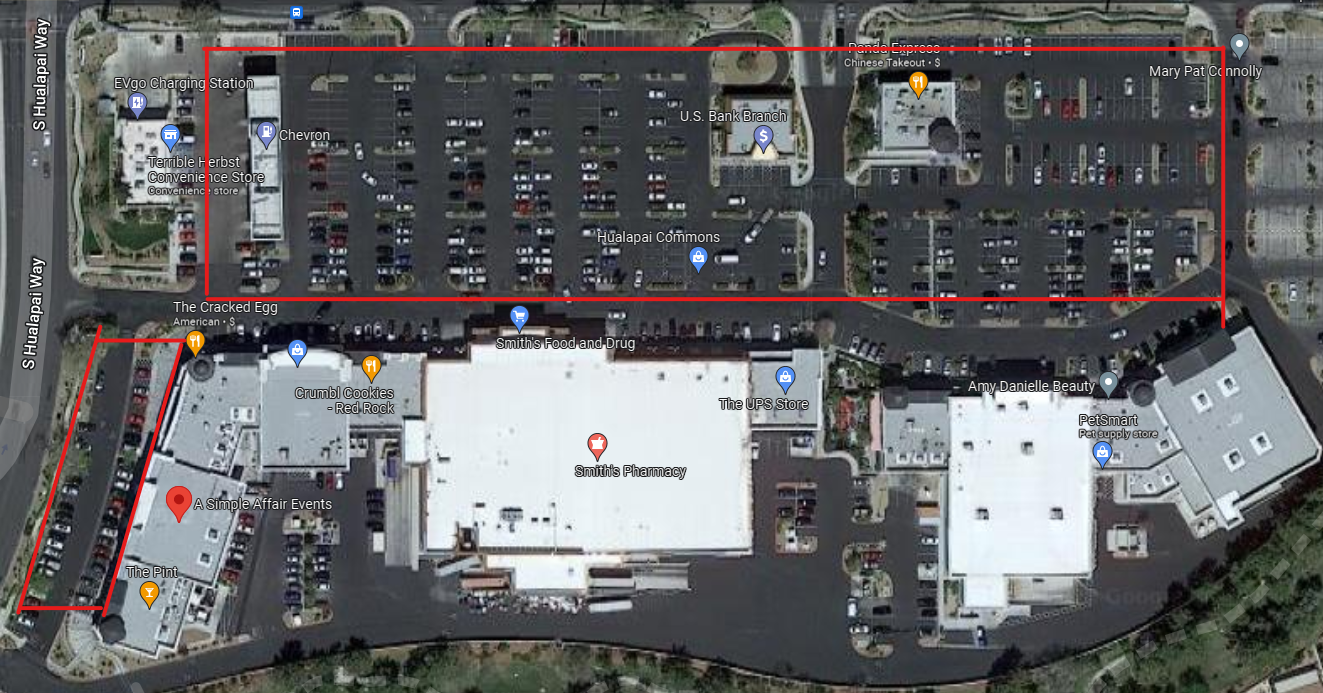 S Hualapai Way
Panda Express
Chinese Takeout • $
Mary Pat Connolly
EVgo Charging Station
U.S. Bank Branch
Chevron
Terrible Herbst
Convenience Store
Convenience store
Hualapai Commons
S Hualapai Way
The Cracked Egg
American • $
Smith's Food and Drug
Crumbl Cookies
- Red Rock
The UPS Store
Amy Danielle Beauty
PetSmart
Pet supply store
Smith's Pharmacy
A Simple Affair Events
The Pint